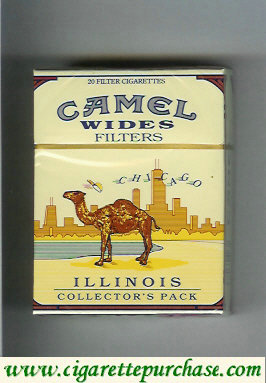 20 FILTER CIGARETTES
CAMEL
WIDES
FILTERS
CHICAGO
ILLINOIS
COLLECTOR'S PACK
www.cigarettepurchase.com